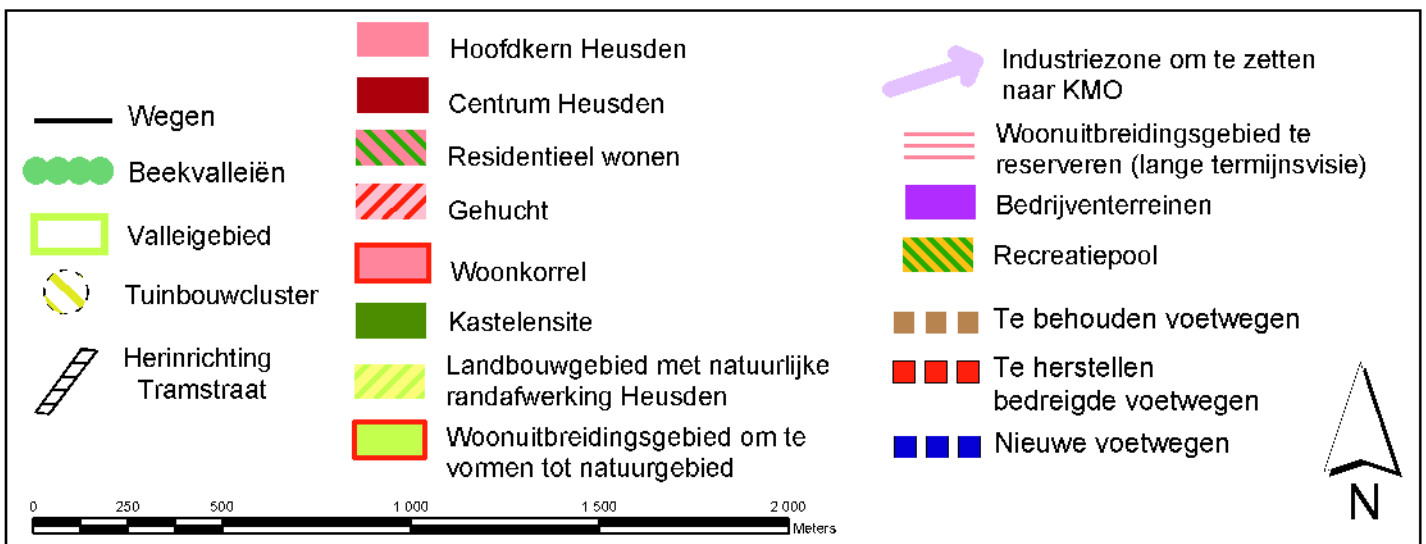 Wegen
Beekvalleiën
Valleigebied
Tuinbouwcluster
Herinrichting
Tramstraat
Hoofdkern Heusden
Centrum Heusden
Residentieel wonen
Gehucht
Woonkorrel
Kastelensite
Landbouwgebied met natuurlijke
randafwerking Heusden
Woonuitbreidingsgebied om te
vormen tot natuurgebied
Industriezone om te zetten
naar KMO
Woonuitbreidingsgebied te
reserveren (lange termijnsvisie)
Bedrijventerreinen
Recreatiepool
Te behouden voetwegen
Te herstellen
bedreigde voetwegen
Nieuwe voetwegen
N
0 250 500 1 000 1 500 2 000
Meters